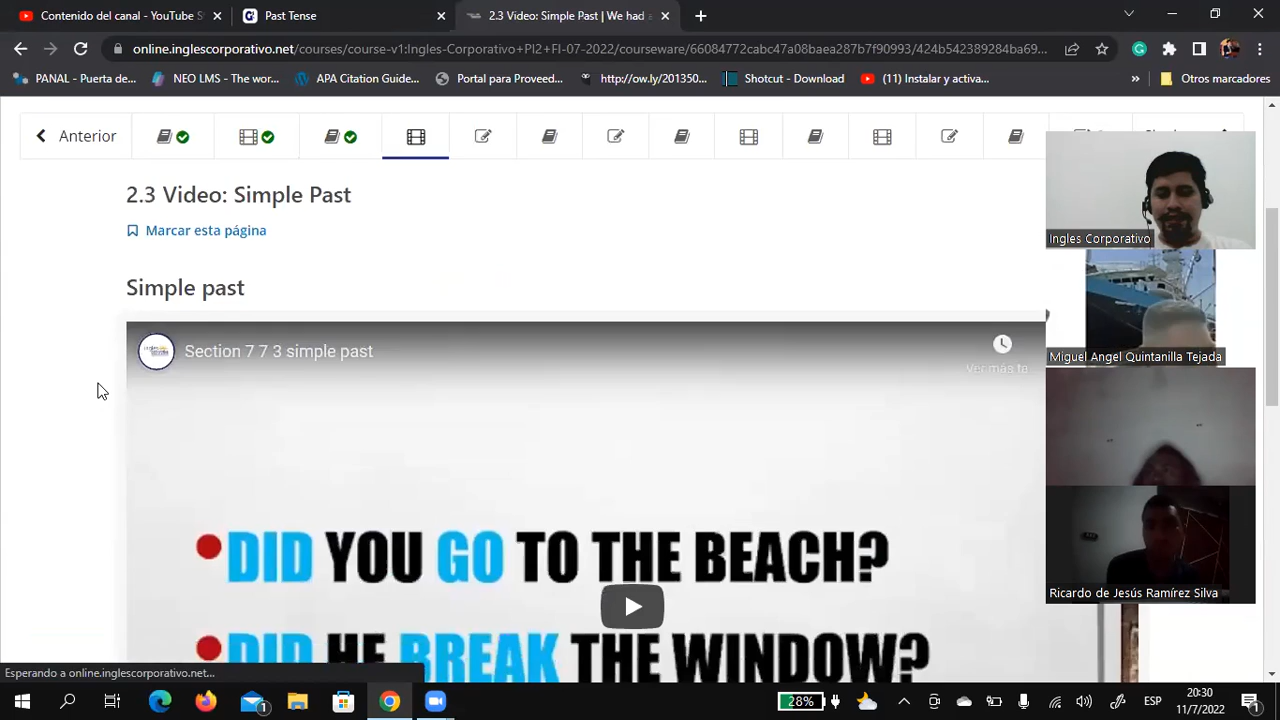 Contenido del canal - YouTube S
Past Tense
2.3 Video: Simple Past | We had a
online.inglescorporativo.net/courses/course-v1:Ingles-Corporativo+PI2+FI-07-2022/courseware/66084772cabc47a08baea287b7f90993/424b542389284ba69...
PANAL - Puerta de...
NEO LMS - The wor...
APA Citation Guide...
Portal para Proveed...
http://ow.ly/201350...
Shotcut - Download
(11) Instalar y activa...
»
Otros marcadores
Anterior
2.3 Video: Simple Past
Marcar esta página
Simple past
Section 7 7 3 simple past
Ver más ta
DID YOU GO TO THE BEACH?
DID HE BREAK THE WINDOW?
Ingles Corporativo
Miguel Angel Quintanilla Tejada
Ricardo de Jesús Ramírez Silva
Esperando a online.inglescorporativo.net...
28%
ESP
20:30
11/7/2022